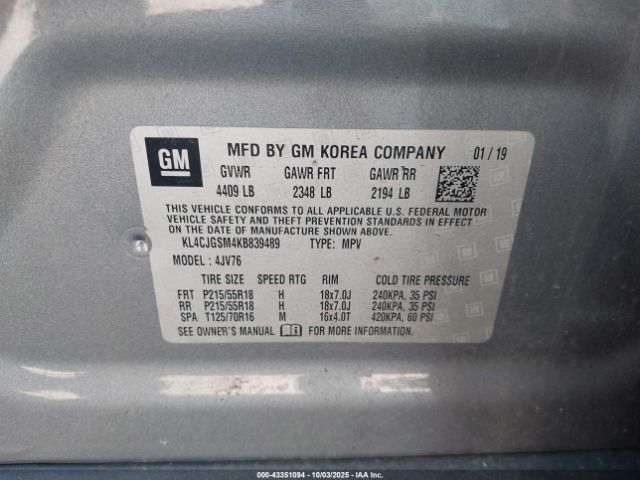 GM
MFD BY GM KOREA COMPANY 01 / 19
GVWR GAWR FRT GAWR RR
4409 LB 2348 LB 2194 LB
THIS VEHICLE CONFORMS TO ALL APPLICABLE U.S. FEDERAL MOTOR
VEHICLE SAFETY AND THEFT PREVENTION STANDARDS IN EFFECT
ON THE DATE OF MANUFACTURE SHOWN ABOVE.
KL4CJGSM4KB839489 TYPE: MPV
MODEL : 4JV76
TIRE SIZE SPEED RTG RIM COLD TIRE PRESSURE
FRT P215/55R18 H 18x7.0J 240KPA, 35 PSI
RR P215/55R18 H 18x7.0J 240KPA, 35 PSI
SPA T125/70R16 M 16x4.0T 420KPA, 60 PSI
SEE OWNER'S MANUAL FOR MORE INFORMATION.
000-43351094 - 10/03/2025 - IAA Inc.